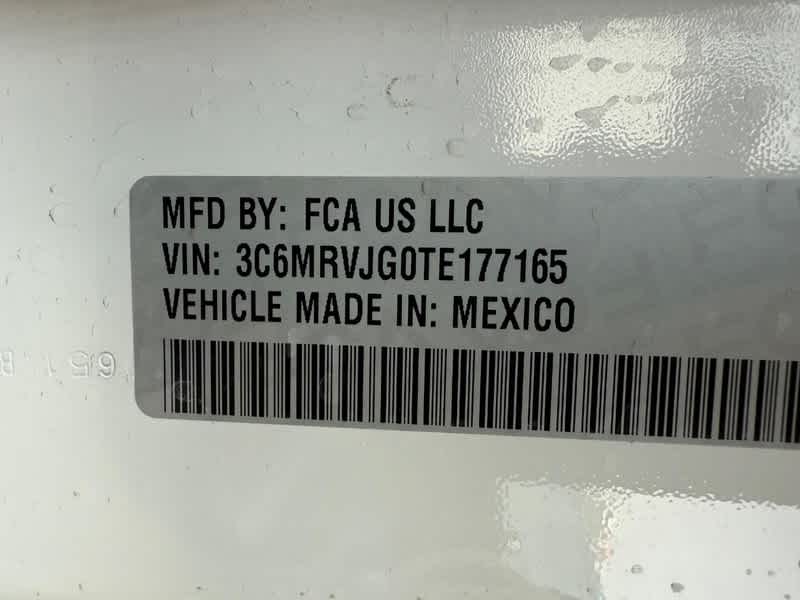 MFD BY: FCA US LLC
VIN: 3C6MRVJG0TE177165
VEHICLE MADE IN: MEXICO